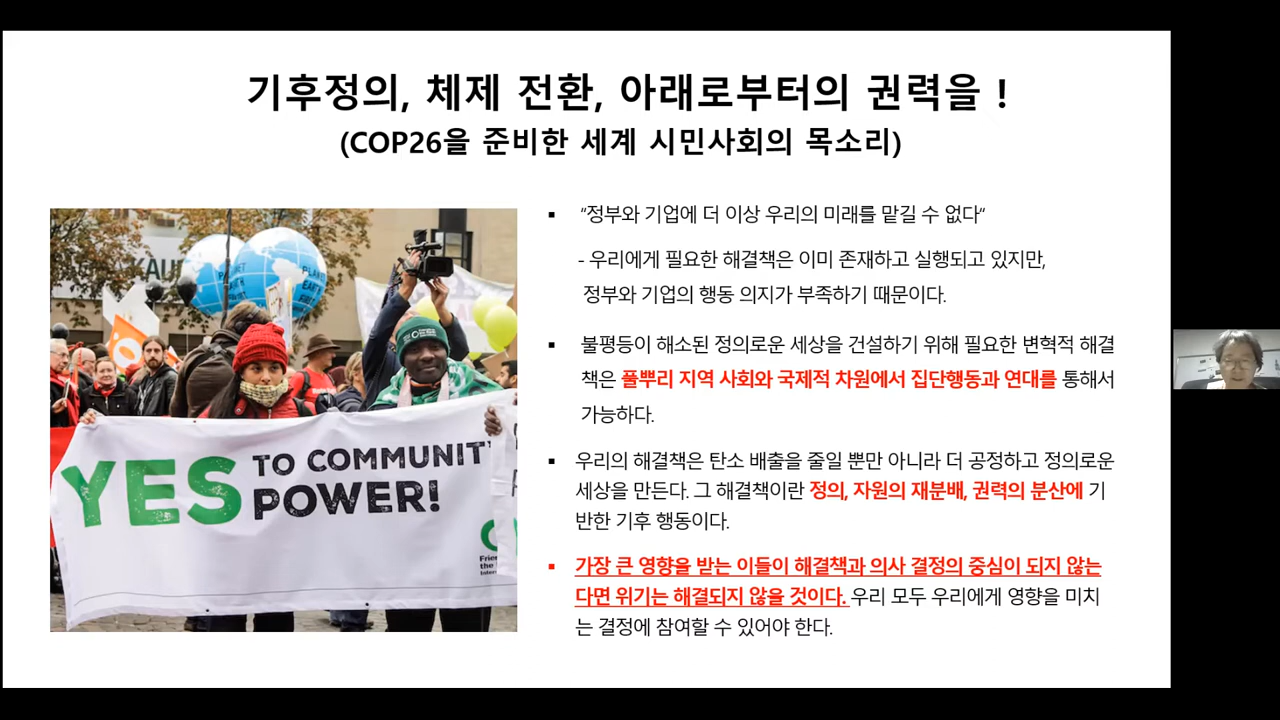 기후정의, 체제 전환, 아래로부터의 권력을 !
(COP26을 준비한 세계 시민사회의 목소리)
▪ "정부와 기업에 더 이상 우리의 미래를 맡길 수 없다"
- 우리에게 필요한 해결책은 이미 존재하고 실행되고 있지만,
정부와 기업의 행동 의지가 부족하기 때문이다.
▪ 불평등이 해소된 정의로운 세상을 건설하기 위해 필요한 변혁적 해결
책은 풀뿌리 지역 사회와 국제적 차원에서 집단행동과 연대를 통해서
가능하다.
▪ 우리의 해결책은 탄소 배출을 줄일 뿐만 아니라 더 공정하고 정의로운
세상을 만든다. 그 해결책이란 정의, 자원의 재분배, 권력의 분산에 기
반한 기후 행동이다.
▪ 가장 큰 영향을 받는 이들이 해결책과 의사 결정의 중심이 되지 않는
다면 위기는 해결되지 않을 것이다. 우리 모두 우리에게 영향을 미치
는 결정에 참여할 수 있어야 한다.
PLANET
EARTH
FIRST
YES TO COMMUNIT
POWER!